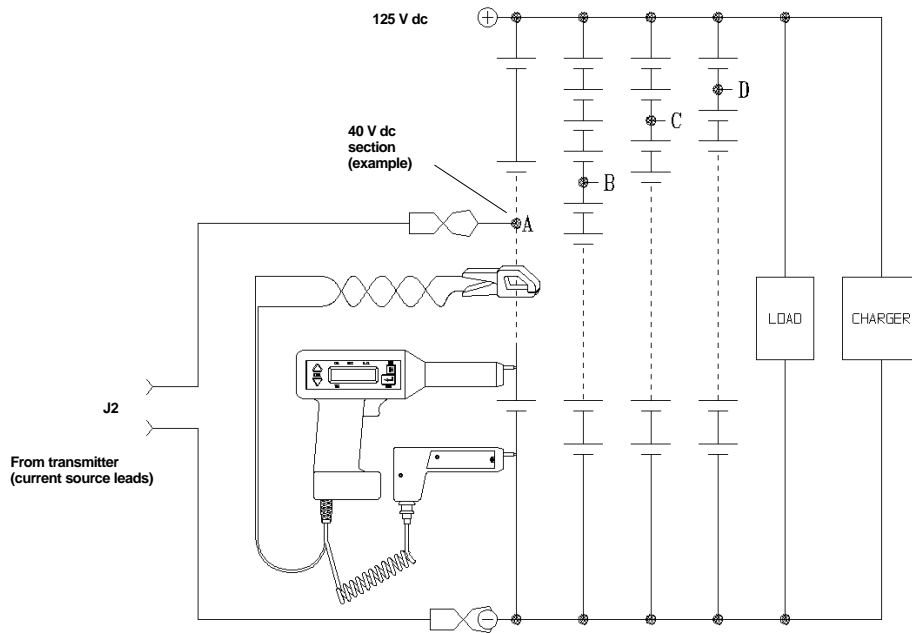 125 V dc
+
D
40 V dc
section
(example)
C
B
A
LOAD
CHARGER
J2
From transmitter
(current source leads)
−